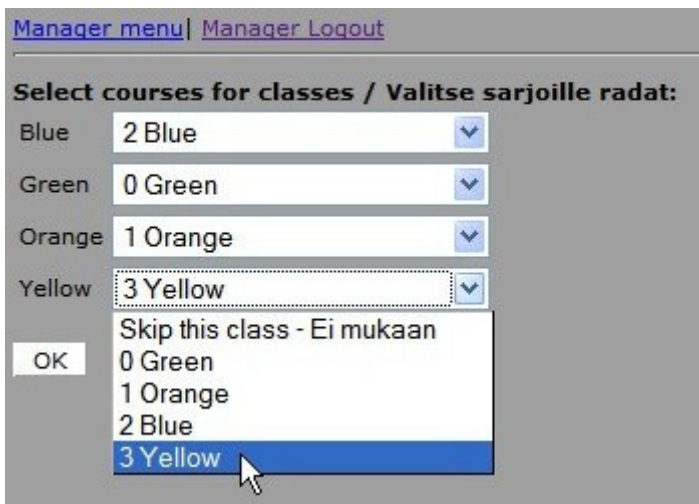 Manager menu| Manager Logout
Select courses for classes / Valitse sarjoille radat:
Blue 2 Blue
Green 0 Green
Orange 1 Orange
Yellow 3 Yellow
Skip this class - Ei mukaan
0 Green
OK
1 Orange
2 Blue
3 Yellow